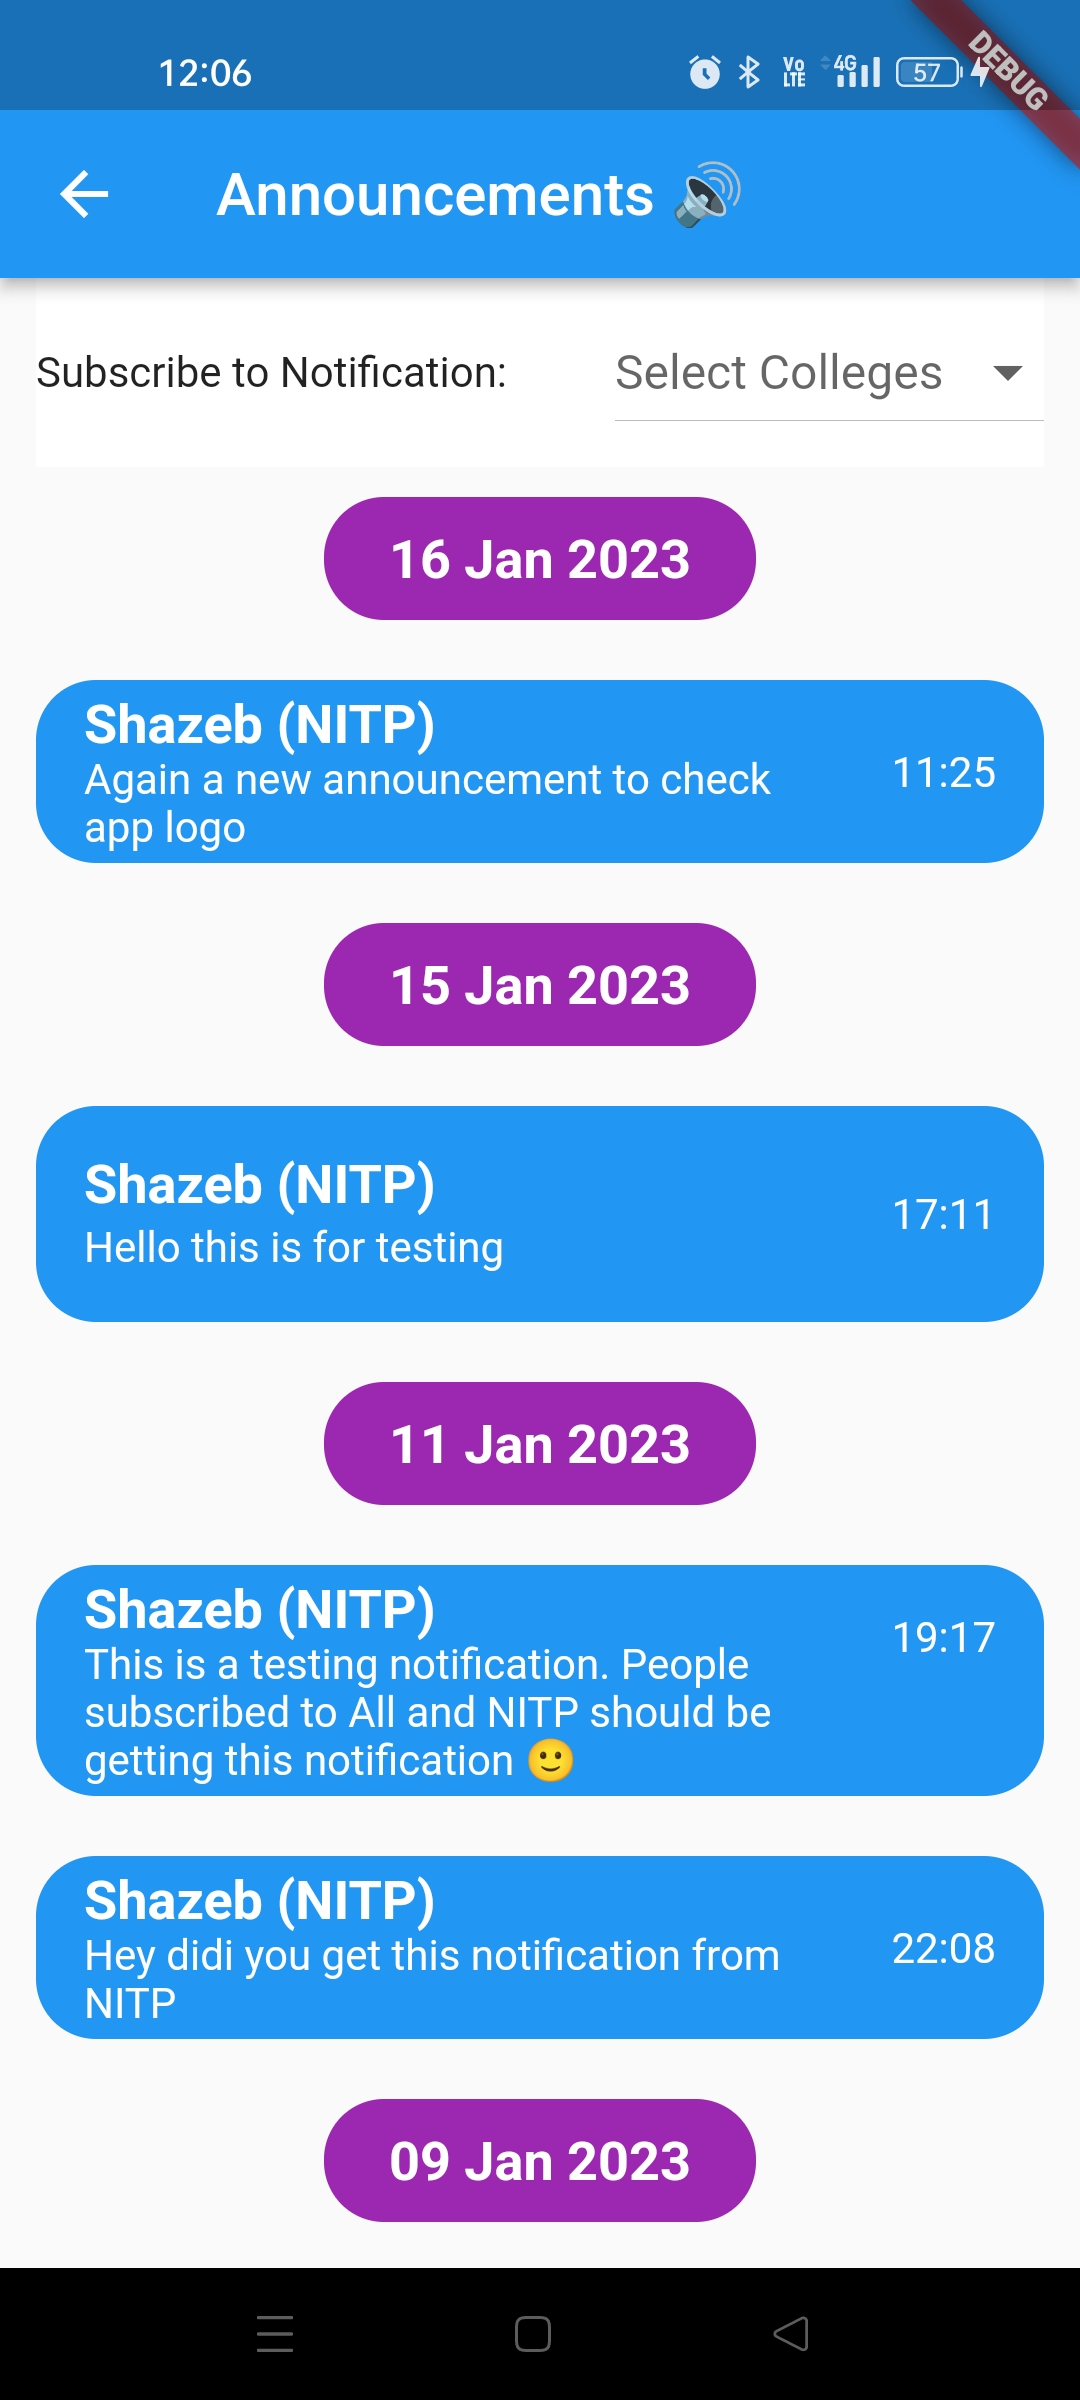 12:06
Vo LTE 4G 57
DEBUG
Announcements 🔊
Subscribe to Notification: Select Colleges
16 Jan 2023
Shazeb (NITP)
Again a new announcement to check
app logo
11:25
15 Jan 2023
Shazeb (NITP)
Hello this is for testing
17:11
11 Jan 2023
Shazeb (NITP)
This is a testing notification. People
subscribed to All and NITP should be
getting this notification 🙂
19:17
Shazeb (NITP)
Hey didi you get this notification from
NITP
22:08
09 Jan 2023